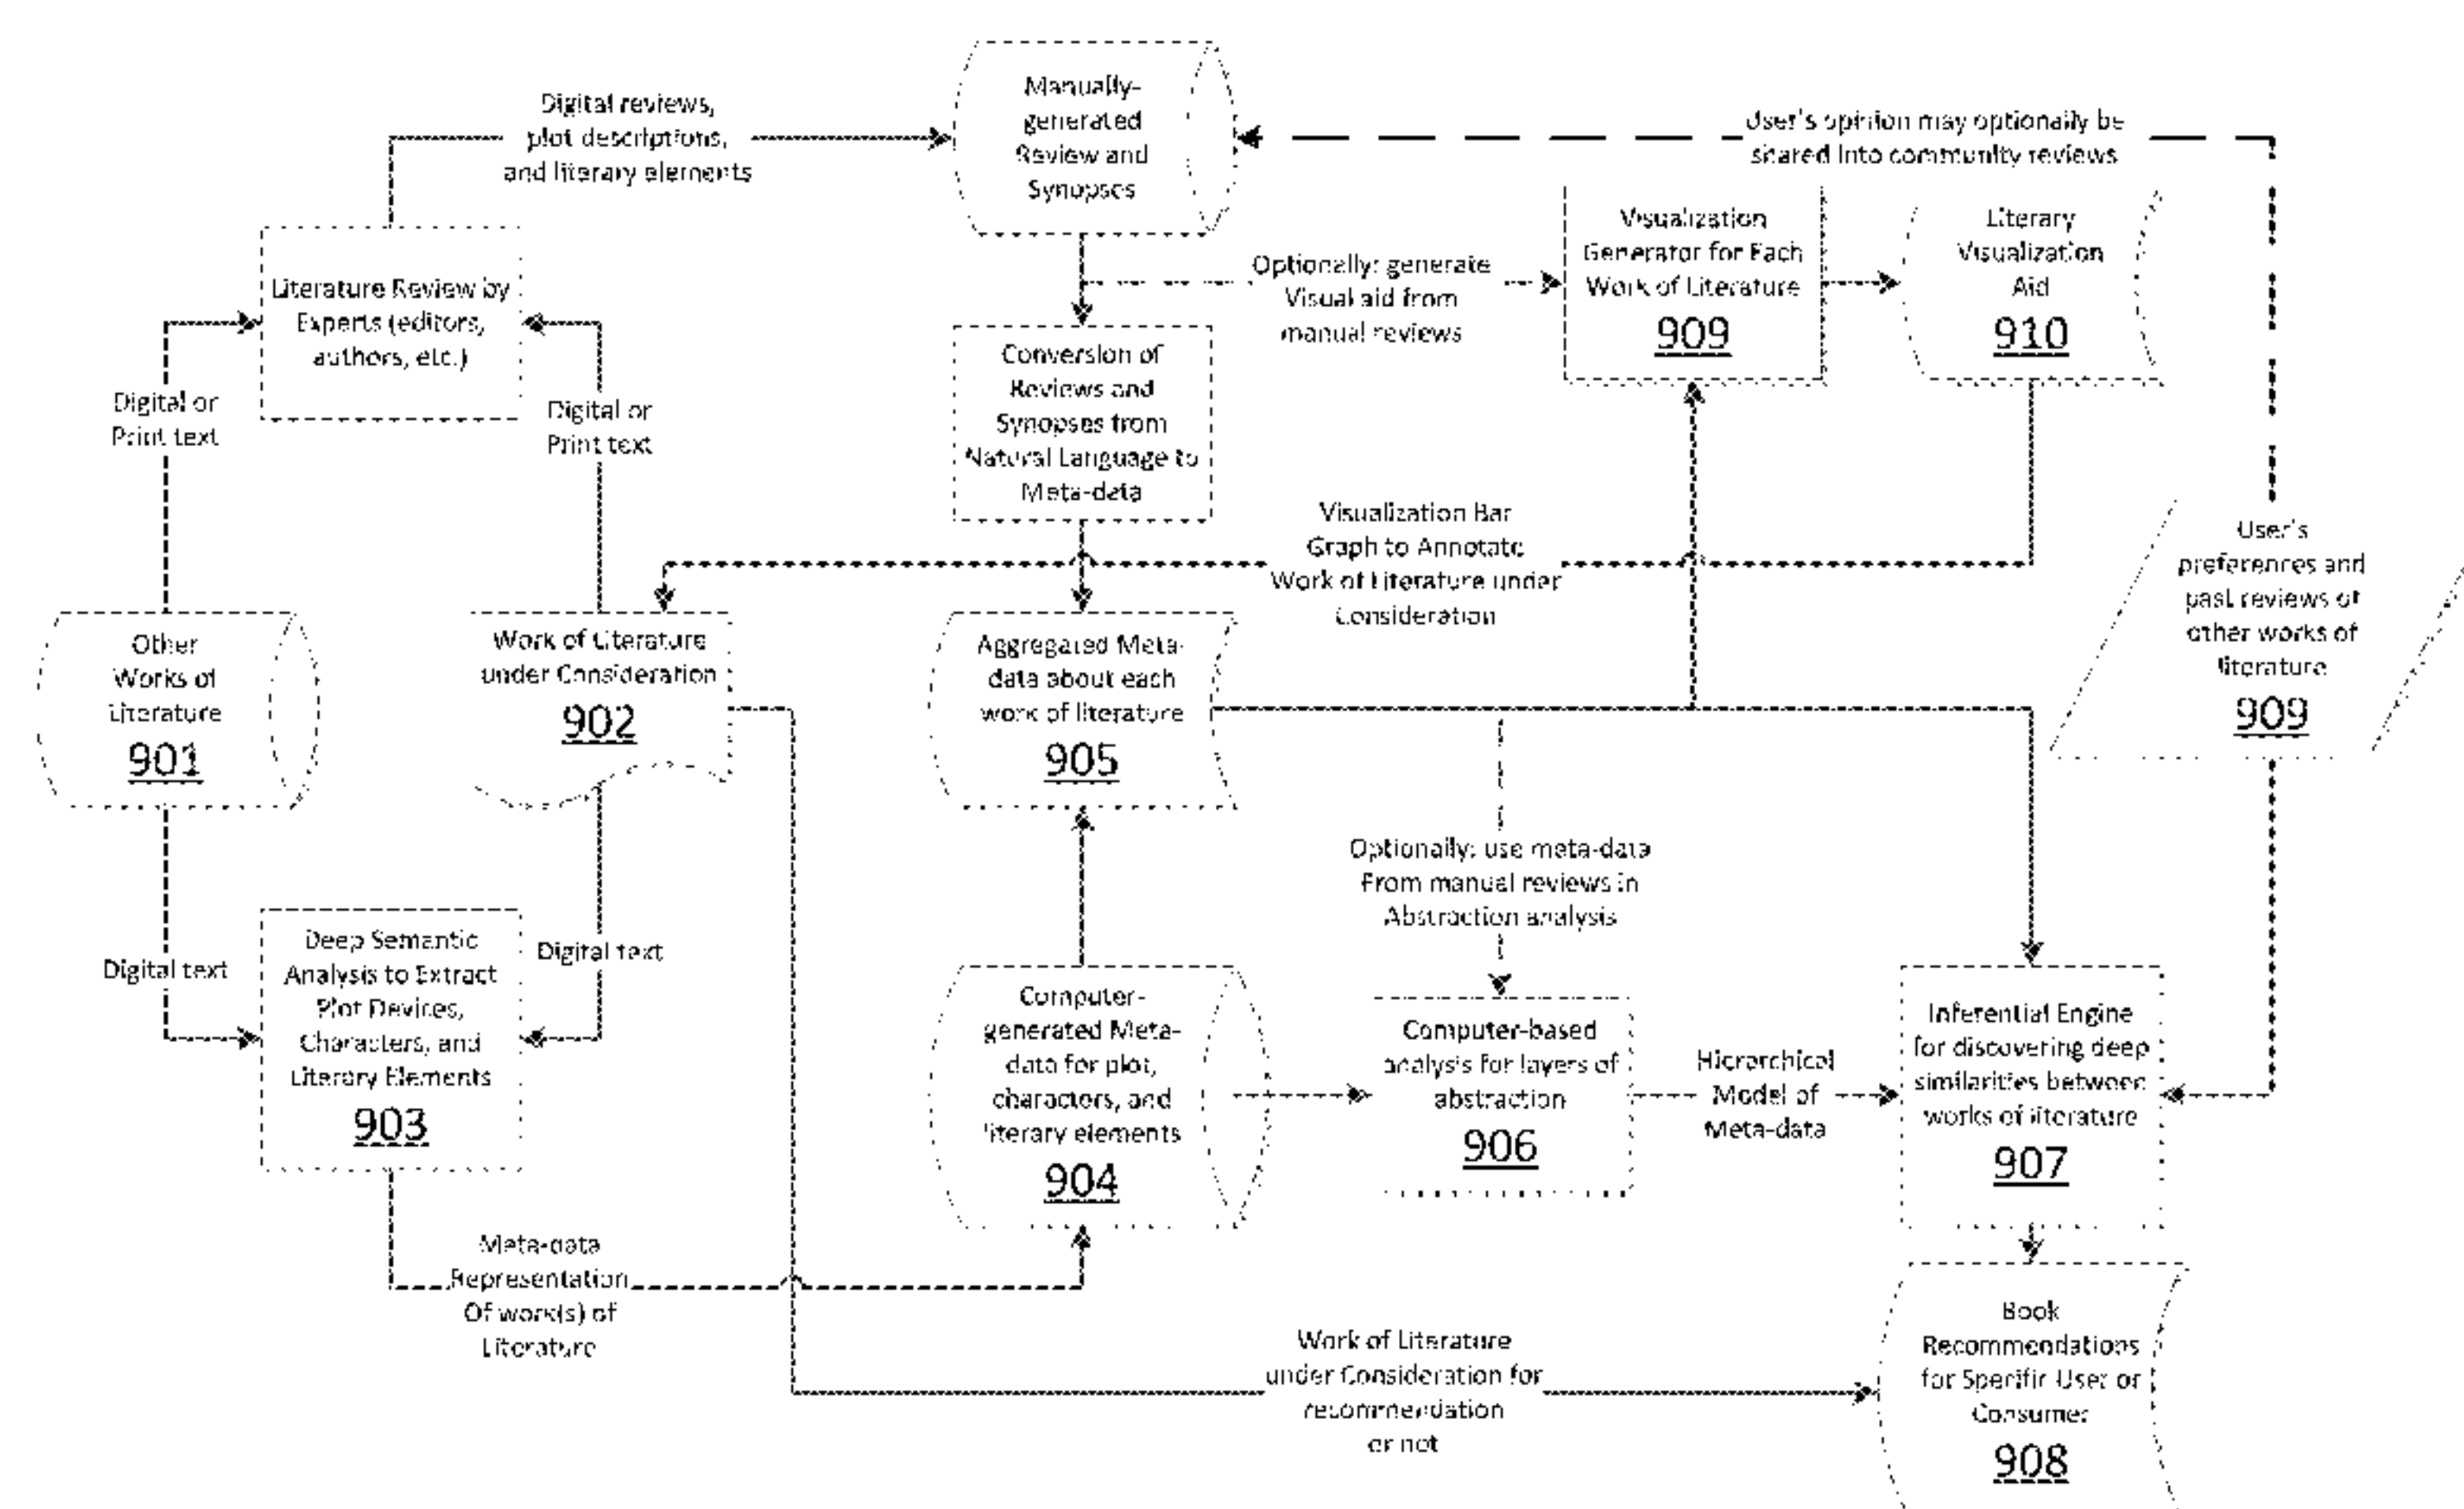 Digital reviews,
plot descriptions,
and literary elements
Manually-
generated
Review and
Synopses
User's opinion may optionally be
shared into community reviews
Literature Review by
Experts (editors,
authors, etc.)
Optionally: generate
Visual aid from
manual reviews
Visualization
Generator for Each
Work of Literature
909
Literary
Visualization
Aid
910
Digital or
Print text
Digital or
Print text
Conversion of
Reviews and
Synopses from
Natural Language to
Meta-data
Visualization Bar
Graph to Annotate
Work of Literature under
Consideration
User's
preferences and
past reviews of
other works of
literature
909
Other
Works of
Literature
901
Work of Literature
under Consideration
902
Aggregated Meta-
data about each
work of literature
905
Optionally: use meta-data
From manual reviews in
Abstraction analysis
Digital text
Deep Semantic
Analysis to Extract
Plot Devices,
Characters, and
Literary Elements
903
Digital text
Computer-
generated Meta-
data for plot,
characters, and
literary elements
904
Computer-based
analysis for layers of
abstraction
906
Hierarchical
Model of
Meta-data
Inferential Engine
for discovering deep
similarities between
works of literature
907
Meta-data
Representation
Of work(s) of
Literature
Work of Literature
under Consideration for
recommendation
or not
Book
Recommendations
for Specific User or
Consumer
908